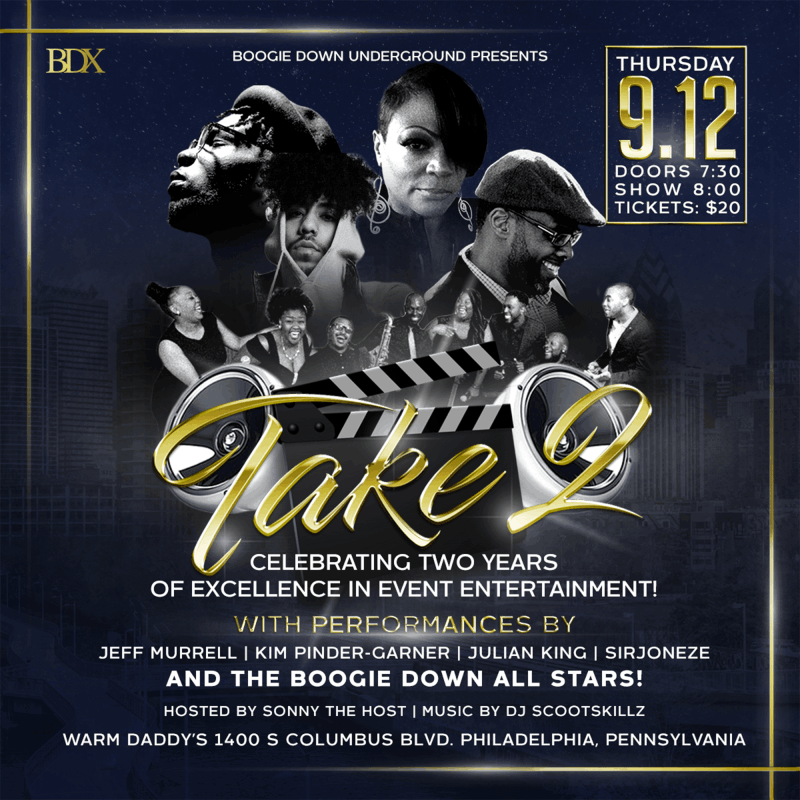 BDX
BOOGIE DOWN UNDERGROUND PRESENTS
THURSDAY
9.12
DOORS 7:30
SHOW 8:00
TICKETS: $20
Take 2
CELEBRATING TWO YEARS
OF EXCELLENCE IN EVENT ENTERTAINMENT!
WITH PERFORMANCES BY
JEFF MURRELL | KIM PINDER-GARNER | JULIAN KING | SIRJONEZE
AND THE BOOGIE DOWN ALL STARS!
HOSTED BY SONNY THE HOST | MUSIC BY DJ SCOOTSKILLZ
WARM DADDY'S 1400 S COLUMBUS BLVD. PHILADELPHIA, PENNSYLVANIA